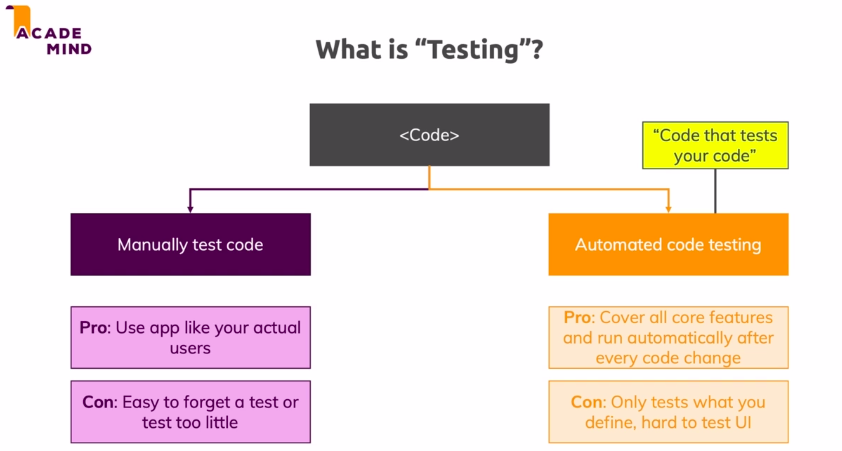 ACADE
MIND
What is “Testing”?
<Code>
“Code that tests
your code”
Manually test code
Automated code testing
Pro: Use app like your actual
users
Pro: Cover all core features
and run automatically after
every code change
Con: Easy to forget a test or
test too little
Con: Only tests what you
define, hard to test UI